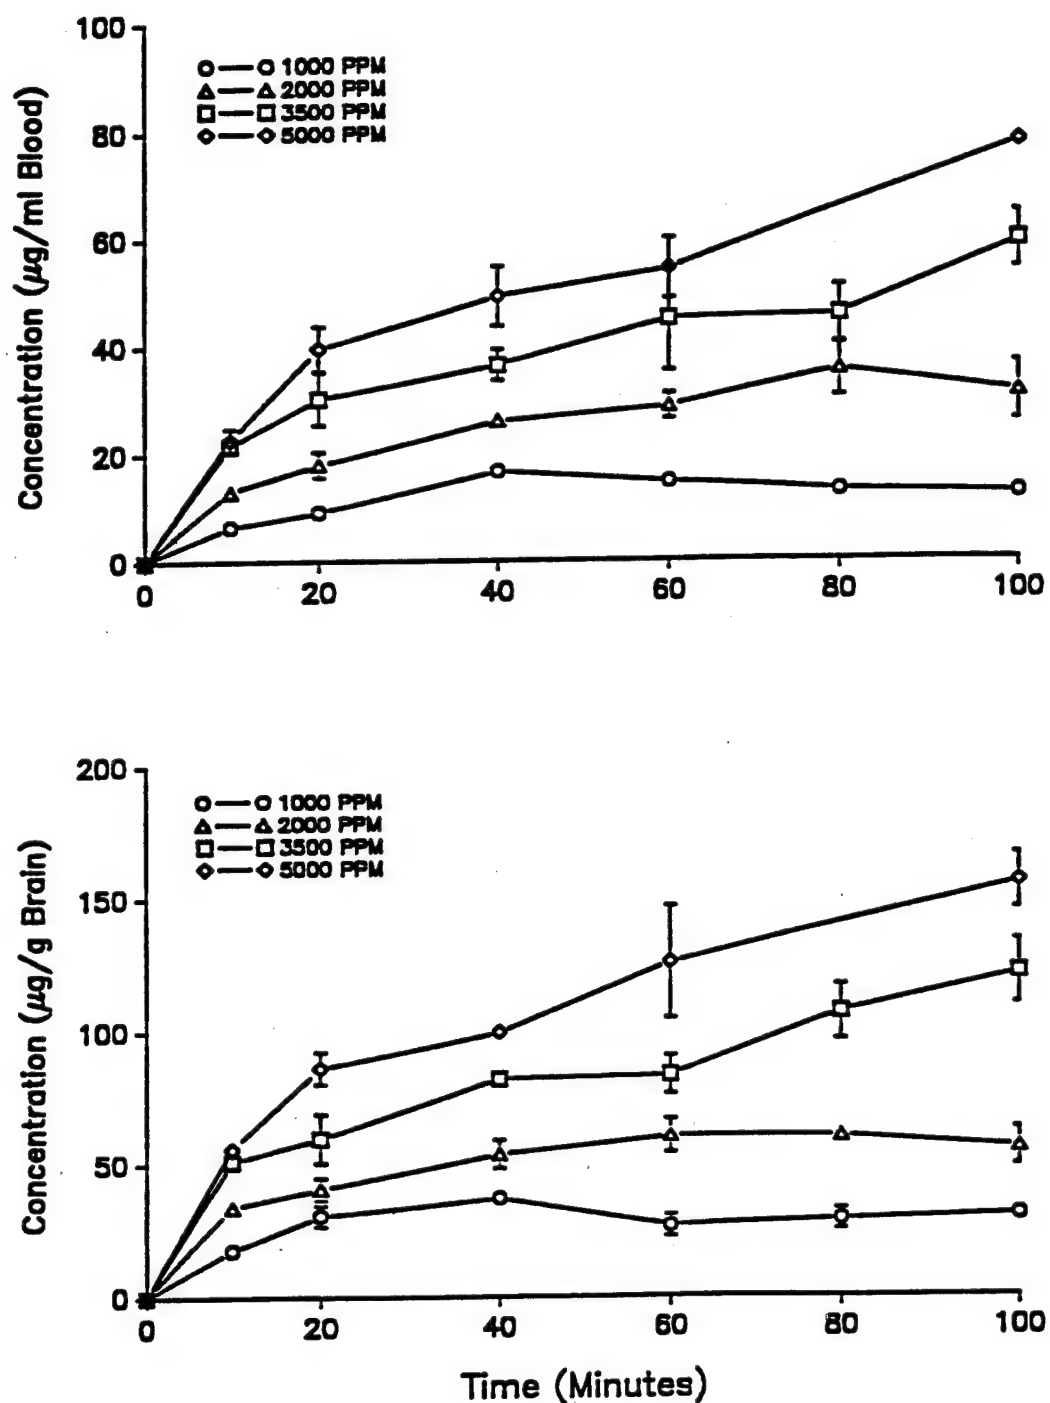 100
80
60
40
20
0
Concentration (μg/ml Blood)
1000 PPM
2000 PPM
3500 PPM
5000 PPM
0 20 40 60 80 100
200
150
100
50
0
Concentration (μg/g Brain)
1000 PPM
2000 PPM
3500 PPM
5000 PPM
0 20 40 60 80 100
Time (Minutes)